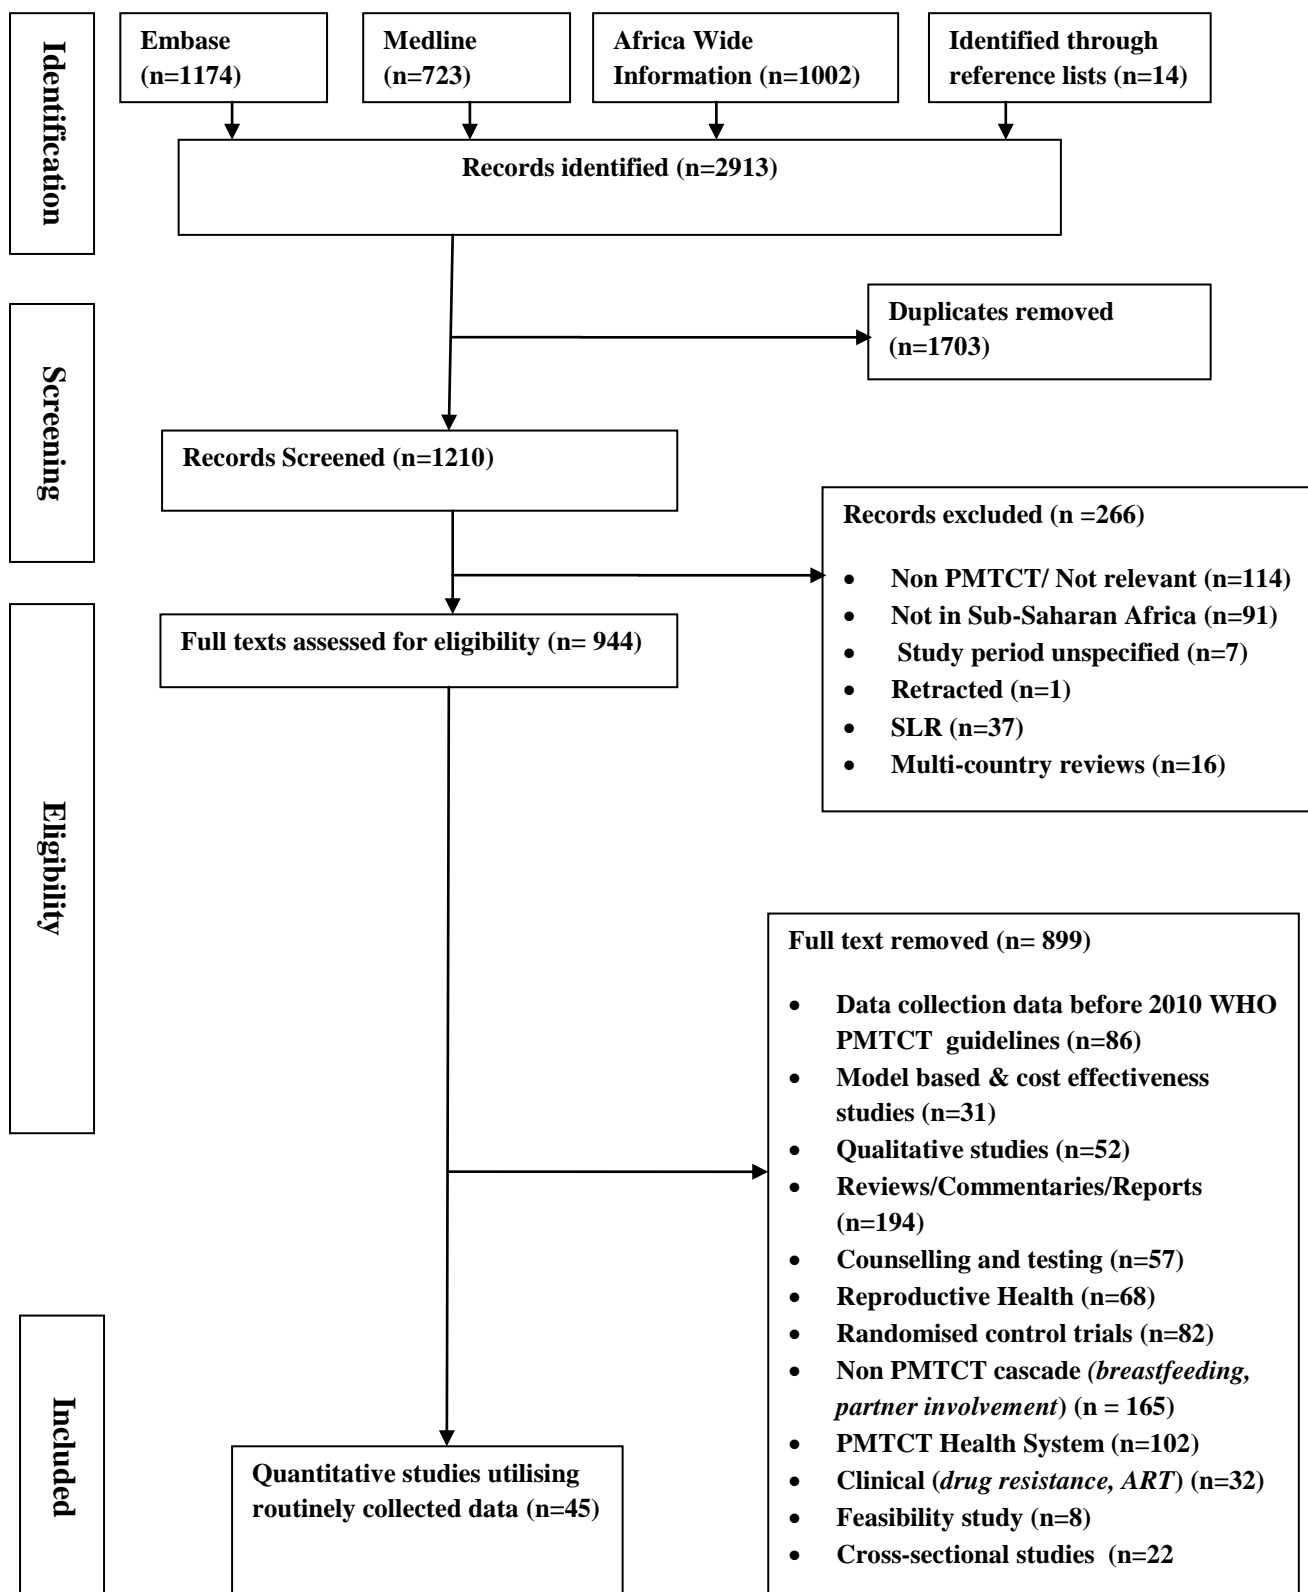 Identification
Embase
(n=1174)
Medline
(n=723)
Africa Wide
Information (n=1002)
Identified through
reference lists (n=14)
Records identified (n=2913)
Screening
Duplicates removed
(n=1703)
Records Screened (n=1210)
Records excluded (n =266)
• Non PMTCT/ Not relevant (n=114)
• Not in Sub-Saharan Africa (n=91)
• Study period unspecified (n=7)
• Retracted (n=1)
• SLR (n=37)
• Multi-country reviews (n=16)
Eligibility
Full texts assessed for eligibility (n= 944)
Full text removed (n= 899)
• Data collection data before 2010 WHO
PMTCT guidelines (n=86)
• Model based & cost effectiveness
studies (n=31)
• Qualitative studies (n=52)
• Reviews/Commentaries/Reports
(n=194)
• Counselling and testing (n=57)
• Reproductive Health (n=68)
• Randomised control trials (n=82)
• Non PMTCT cascade (breastfeeding,
partner involvement) (n = 165)
• PMTCT Health System (n=102)
• Clinical (drug resistance, ART) (n=32)
• Feasibility study (n=8)
• Cross-sectional studies (n=22
Included
Quantitative studies utilising
routinely collected data (n=45)